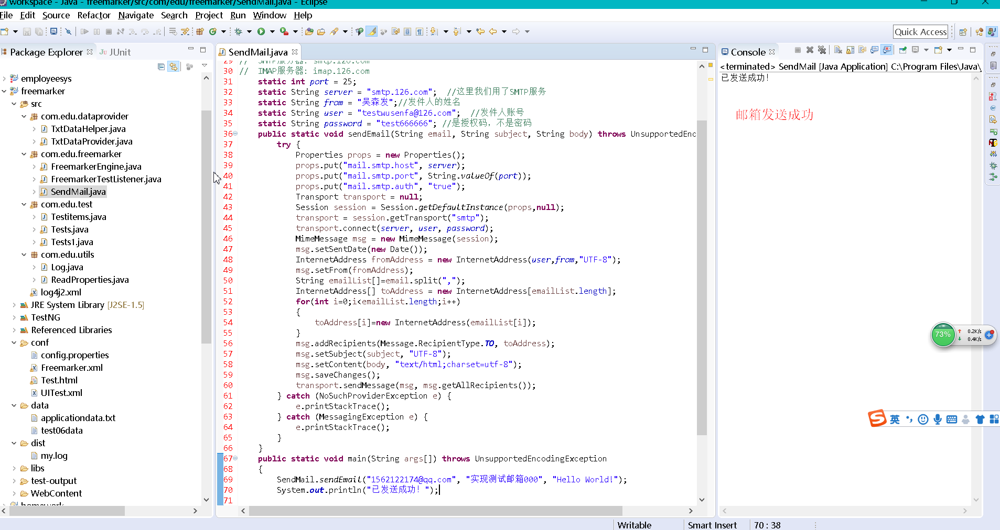 workspace - Java - freemarker/src/com/edu/freemarker/SendMail.java - Eclipse
File Edit Source Refactor Navigate Search Project Run Window Help
Quick Access
Package Explorer
JUnit
employeesys
freemarker
src
com.edu.dataprovider
TxtDataHelper.java
TxtDataProvider.java
com.edu.freemarker
FreemarkerEngine.java
FreemarkerTestListener.java
SendMail.java
com.edu.test
Testitems.java
Tests.java
Tests1.java
com.edu.utils
Log.java
ReadProperties.java
log4j2.xml
JRE System Library [J2SE-1.5]
TestNG
Referenced Libraries
conf
config.properties
Freemarker.xml
Test.html
UITest.xml
data
applicationdata.txt
test06data
dist
my.log
libs
test-output
WebContent
homework
SendMail.java
29 // SMTP服务器: smtp.126.com
30 // IMAP服务器: imap.126.com
31 static int port = 25;
32 static String server = "smtp.126.com"; //这里我们用了SMTP服务
33 static String from = "吴森发";//发件人的姓名
34 static String user = "testwusenfa@126.com"; //发件人账号
35 static String password = "test666666"; //是授权码，不是密码
36 public static void sendEmail(String email, String subject, String body) throws UnsupportedEnc
37 try {
38 Properties props = new Properties();
39 props.put("mail.smtp.host", server);
40 props.put("mail.smtp.port", String.valueOf(port));
41 props.put("mail.smtp.auth", "true");
42 Transport transport = null;
43 Session session = Session.getDefaultInstance(props,null);
44 transport = session.getTransport("smtp");
45 transport.connect(server, user, password);
46 MimeMessage msg = new MimeMessage(session);
47 msg.setSentDate(new Date());
48 InternetAddress fromAddress = new InternetAddress(user,from,"UTF-8");
49 msg.setFrom(fromAddress);
50 String emailList[]=email.split(",");
51 InternetAddress[] toAddress = new InternetAddress[emailList.length];
52 for(int i=0;i<emailList.length;i++)
53 {
54 toAddress[i]=new InternetAddress(emailList[i]);
55 }
56 msg.addRecipients(Message.RecipientType.TO, toAddress);
57 msg.setSubject(subject, "UTF-8");
58 msg.setContent(body, "text/html;charset=utf-8");
59 msg.saveChanges();
60 transport.sendMessage(msg, msg.getAllRecipients());
61 } catch (NoSuchProviderException e) {
62 e.printStackTrace();
63 } catch (MessagingException e) {
64 e.printStackTrace();
65 }
66 }
67 public static void main(String args[]) throws UnsupportedEncodingException
68 {
69 SendMail.sendEmail("1562122174@qq.com", "实现测试邮箱000", "Hello World!");
70 System.out.println("已发送成功！");
71
Console
<terminated> SendMail [Java Application] C:\Program Files\Java\
已发送成功！
邮箱发送成功
73%
0.2K/s
0.4K/s
英
Writable
Smart Insert
70 : 38